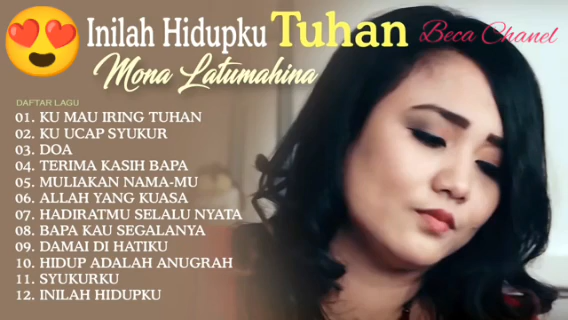 Inilah Hidupku Tuhan
Beca Chanel
Mona Latumahina
DAFTAR LAGU
01. KU MAU IRING TUHAN
02. KU UCAP SYUKUR
03. DOA
04. TERIMA KASIH BAPA
05. MULIAKAN NAMA-MU
06. ALLAH YANG KUASA
07. HADIRATMU SELALU NYATA
08. BAPA KAU SEGALANYA
09. DAMAI DI HATIKU
10. HIDUP ADALAH ANUGRAH
11. SYUKURKU
12. INILAH HIDUPKU